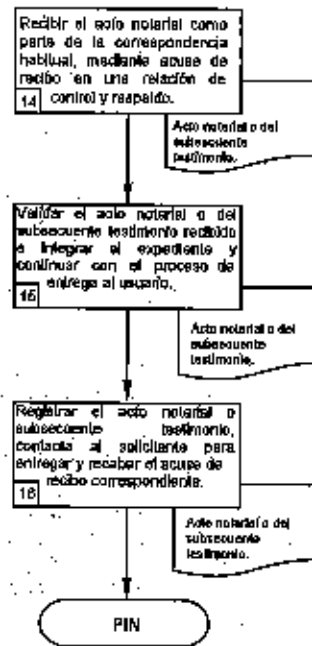 Recibir el acto notarial como
parte de la correspondencia
habitual, mediante acuse de
recibo en una relación de
control y respaldo.
14
Acto notarial o del
subsecuente
testimonio.
Validar el acto notarial o del
subsecuente testimonio recibido
e integrar el expediente y
continuar con el proceso de
entrega al usuario.
15
Acto notarial o del
subsecuente
testimonio.
Registrar el acto notarial o
subsecuente testimonio,
contacta al solicitante para
entregar y recabar el acuse de
recibo correspondiente.
16
Acto notarial o del
subsecuente
testimonio.
FIN